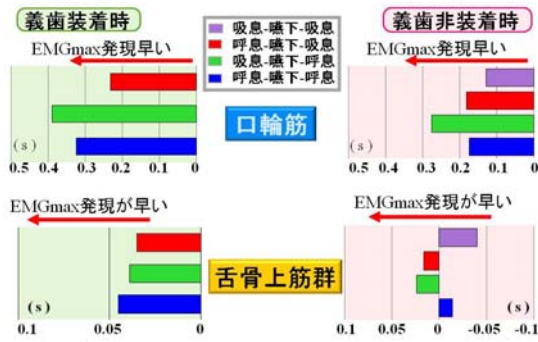 義歯装着時
義歯非装着時
吸息-嚥下-吸息
呼息-嚥下-吸息
吸息-嚥下-呼息
呼息-嚥下-呼息
EMGmax発現早い
EMGmax発現早い
(s)
0.5 0.4 0.3 0.2 0.1 0
口輪筋
(s)
0.5 0.4 0.3 0.2 0.1 0
EMGmax発現が早い
EMGmax発現が早い
(s)
0.1 0.05 0
舌骨上筋群
(s)
0.1 0.05 0 -0.05 -0.1